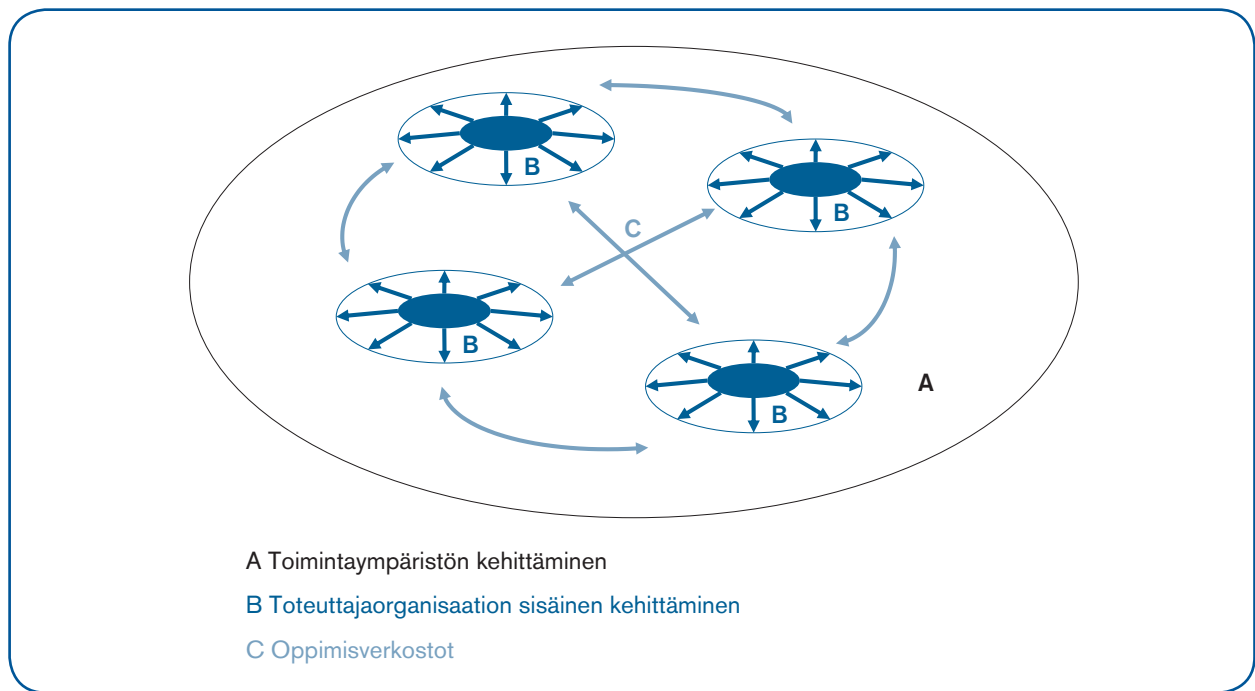 B
B
C
B
B
A
A Toimintaympäristön kehittäminen
B Toteuttajaorganisaation sisäinen kehittäminen
C Oppimisverkostot